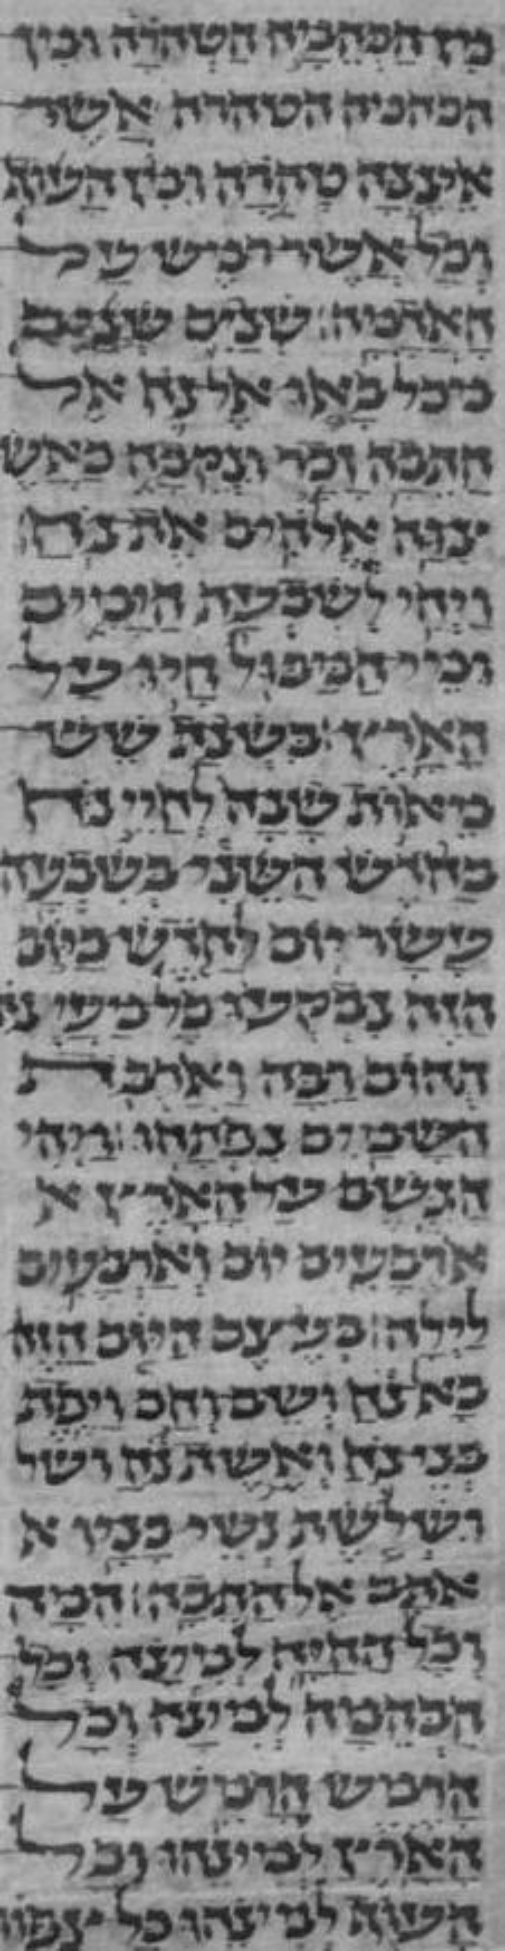 מן הבהמה הטהורה ומן
הבהמה הטהרה אשר
איננה טהרה ומן העוף
וכל אשר רמש על
האדמה׃ שנים שנים
באו אל נח אל
התבה זכר ונקבה כאש
צוה אלהים את נח׃
ויהי לשבעת הימים
ומי המבול היו על
הארץ׃ בשנת שש
מאות שנה לחיי נח
בחדש השני בשבעה
עשר יום לחדש ביום
הזה נבקעו כל מעי נ
תהום רבה וארבת
השמים נפתחו׃ ויהי
הגשם על הארץ א
ארבעים יום וארבעים
לילה׃ בעצם היום הזה
בא נח ושם וחם ויפת
בני נח ואשת נח ושל
ושלשת נשי בניו א
אתם אל התבה׃ המה
וכל החיה למינה וכל
הבהמה למינה וכל
הרמש הרמש על
הארץ למינהו וכל
העוף למינהו כל צפור